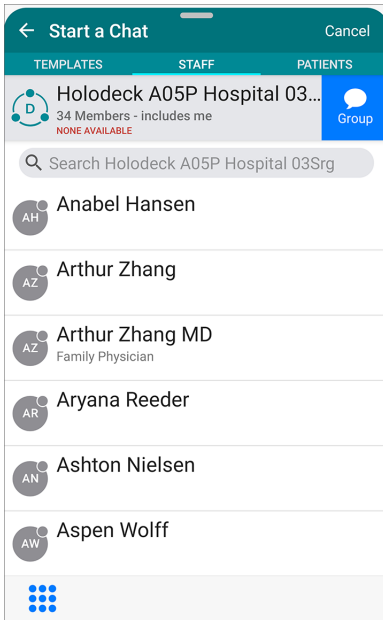 Start a Chat
Cancel
TEMPLATES
STAFF
PATIENTS
D
Holodeck A05P Hospital 03...
34 Members - includes me
NONE AVAILABLE
Group
Search Holodeck A05P Hospital 03Srg
AH
Anabel Hansen
AZ
Arthur Zhang
AZ
Arthur Zhang MD
Family Physician
AR
Aryana Reeder
AN
Ashton Nielsen
AW
Aspen Wolff